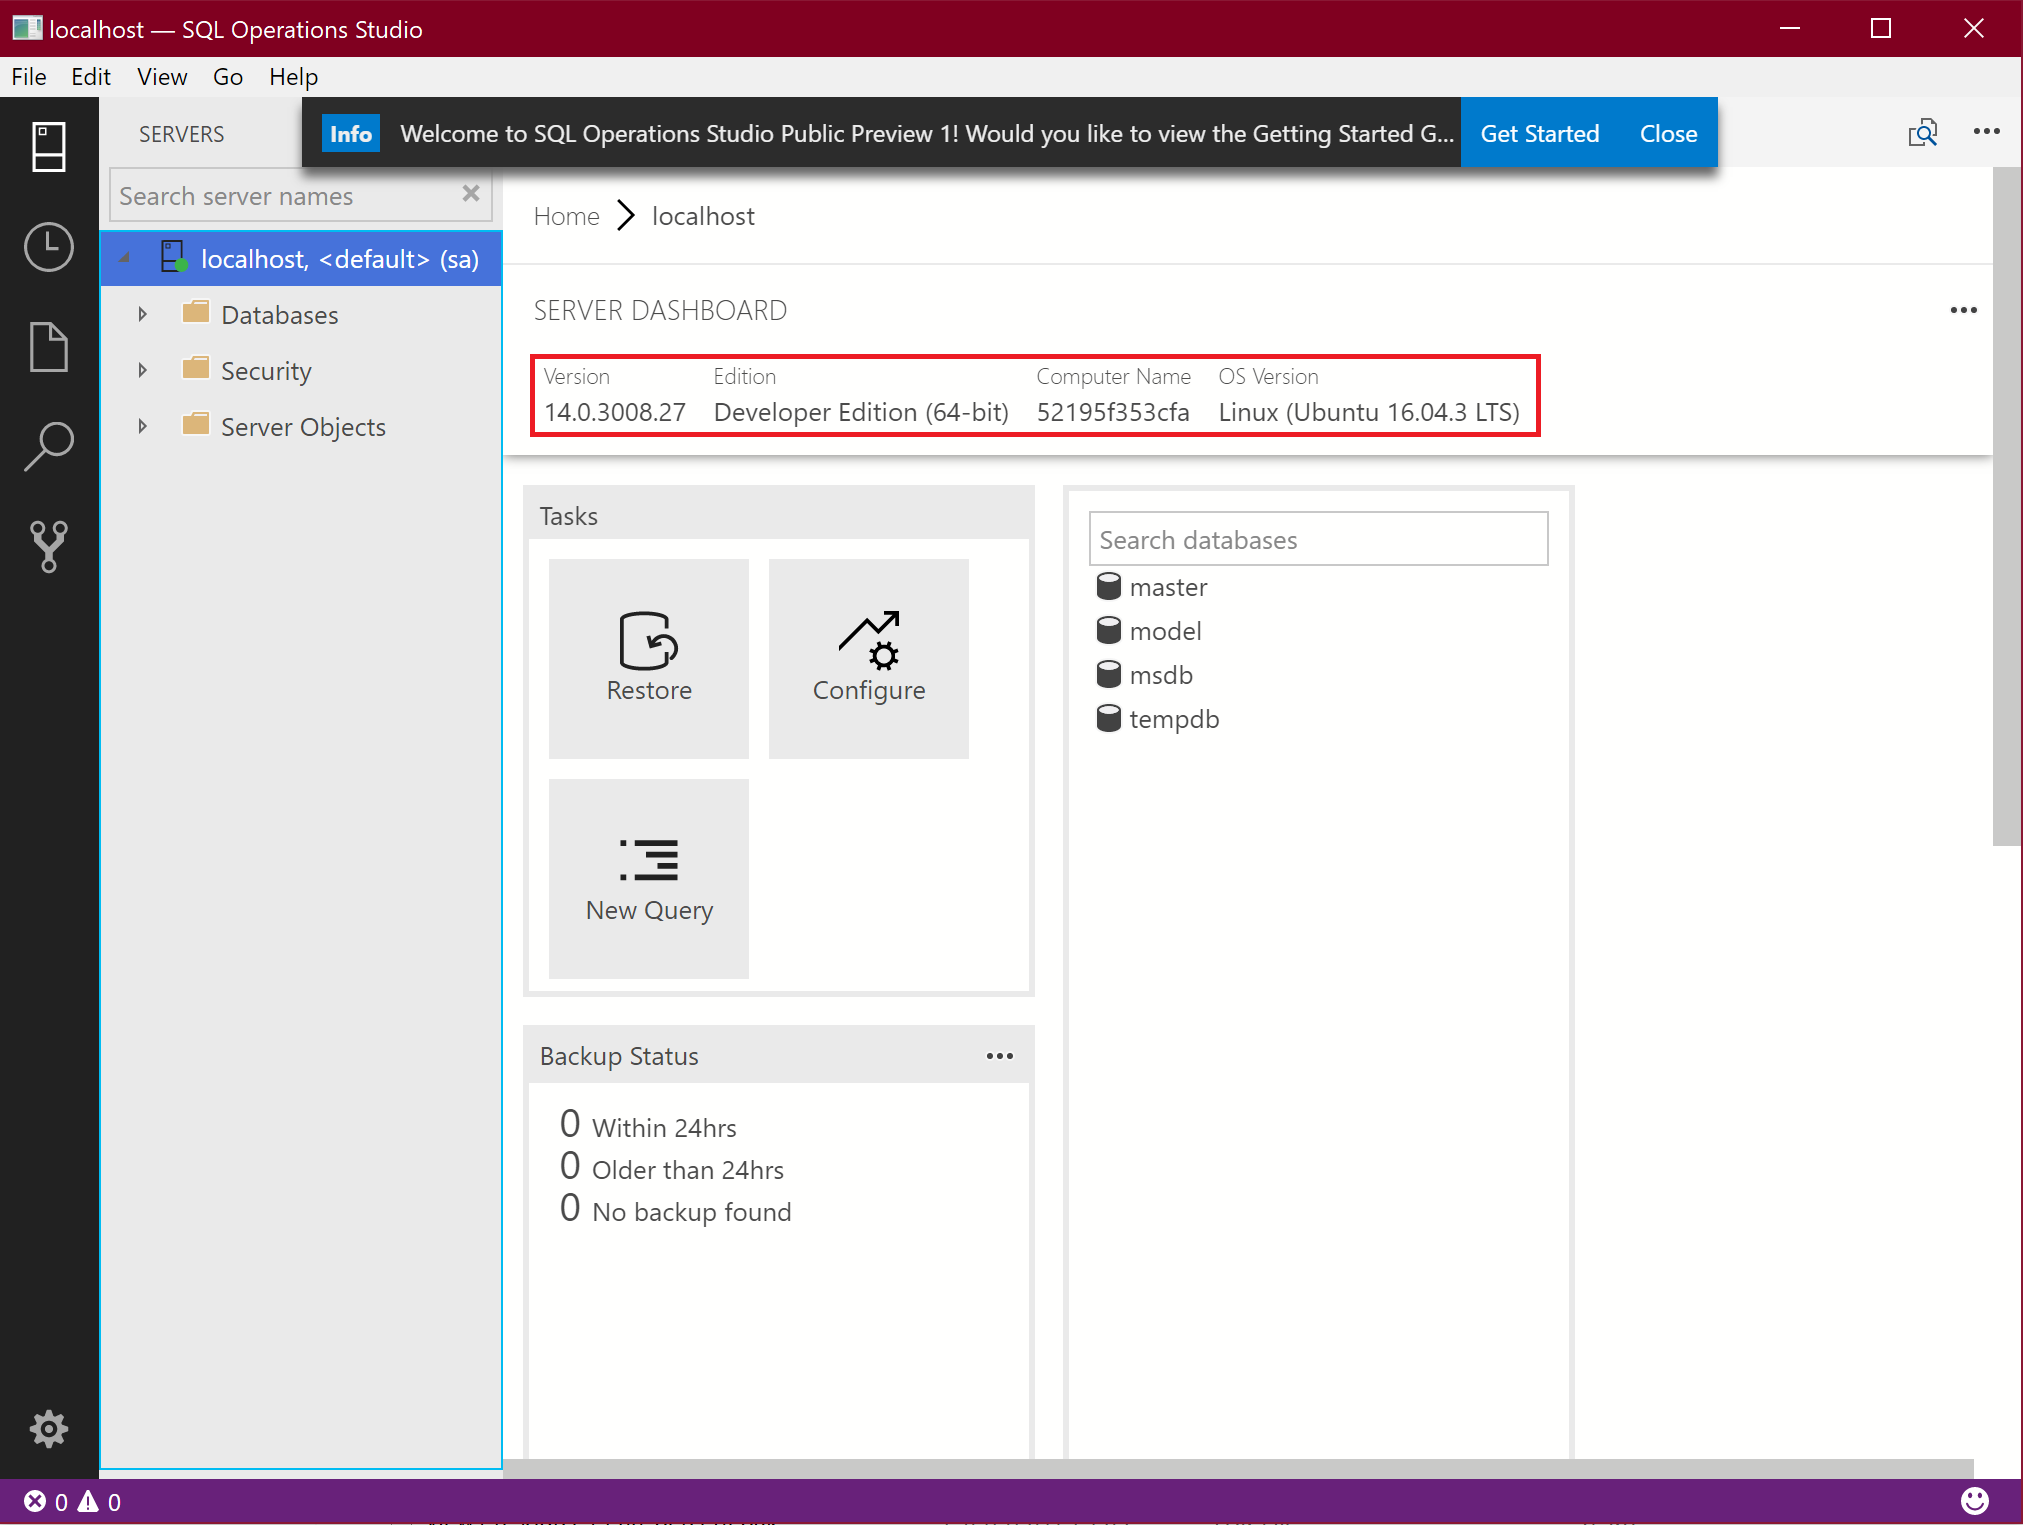 localhost — SQL Operations Studio
File Edit View Go Help
SERVERS
Info Welcome to SQL Operations Studio Public Preview 1! Would you like to view the Getting Started G... Get Started Close
Search server names
Home localhost
localhost, <default> (sa)
Databases
Security
Server Objects
SERVER DASHBOARD
Version Edition Computer Name OS Version
14.0.3008.27 Developer Edition (64-bit) 52195f353cfa Linux (Ubuntu 16.04.3 LTS)
Tasks
Restore
Configure
New Query
Search databases
master
model
msdb
tempdb
Backup Status
0 Within 24hrs
0 Older than 24hrs
0 No backup found
0 0